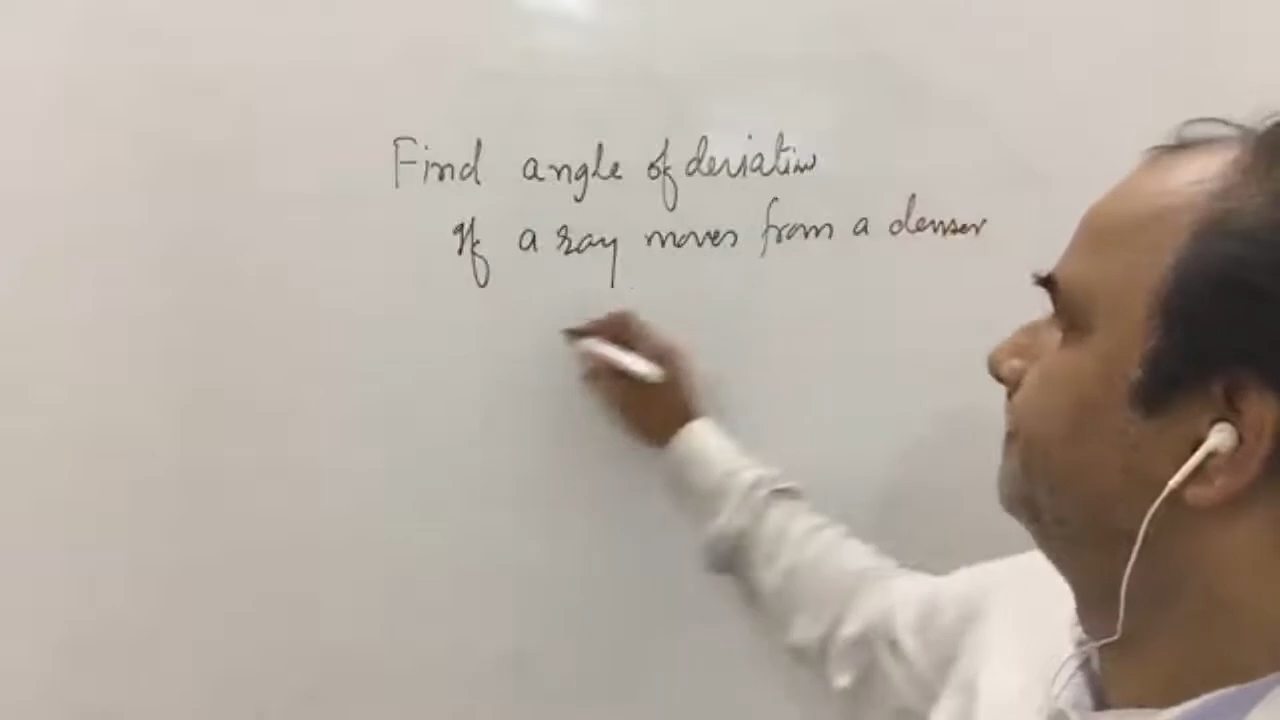 Find angle of deviation
If a ray moves from a denser